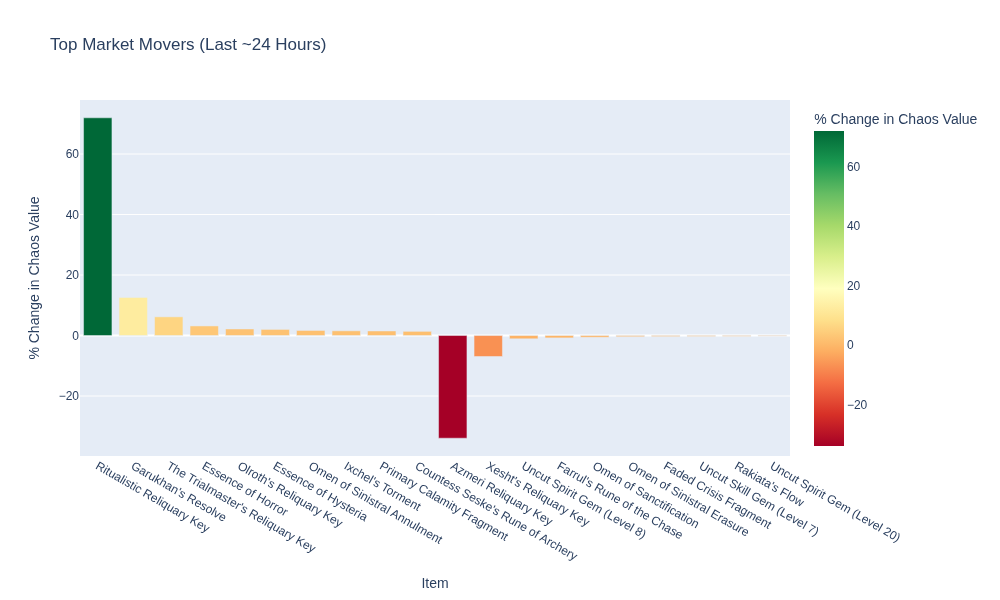 Top Market Movers (Last ~24 Hours)
% Change in Chaos Value
60
40
20
0
−20
% Change in Chaos Value
60
40
20
0
−20
Ritualistic Reliquary Key
Garukhan's Resolve
The Trialmaster's Reliquary Key
Essence of Horror
Olroth's Reliquary Key
Essence of Hysteria
Omen of Sinistral Annulment
Ixchel's Torment
Primary Calamity Fragment
Countess Seske's Rune of Archery
Azmeri Reliquary Key
Xesht's Reliquary Key
Uncut Spirit Gem (Level 8)
Farrul's Rune of the Chase
Omen of Sanctification
Omen of Sinistral Erasure
Faded Crisis Fragment
Uncut Skill Gem (Level 7)
Rakiata's Flow
Uncut Spirit Gem (Level 20)
Item